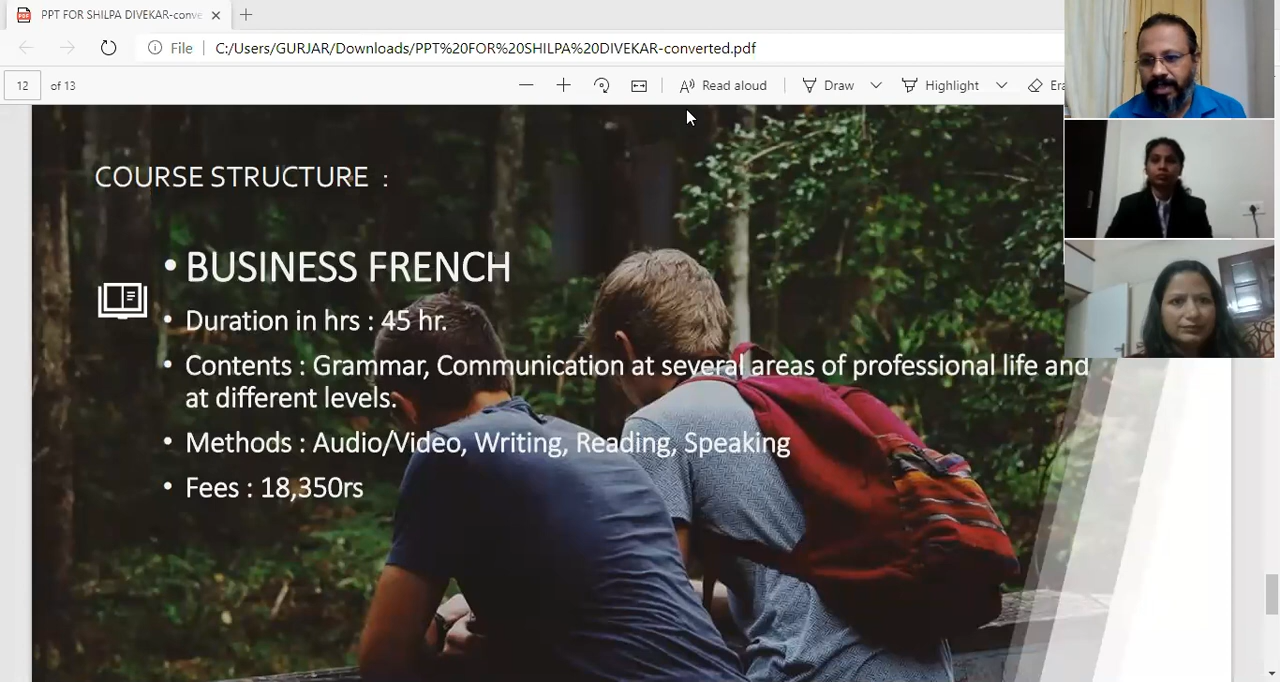 PPT FOR SHILPA DIVEKAR-conve
File
C:/Users/GURJAR/Downloads/PPT%20FOR%20SHILPA%20DIVEKAR-converted.pdf
12 of 13
Read aloud
Draw
Highlight
Era
COURSE STRUCTURE :
• BUSINESS FRENCH
• Duration in hrs : 45 hr.
• Contents : Grammar, Communication at several areas of professional life and
at different levels.
• Methods : Audio/Video, Writing, Reading, Speaking
• Fees : 18,350rs